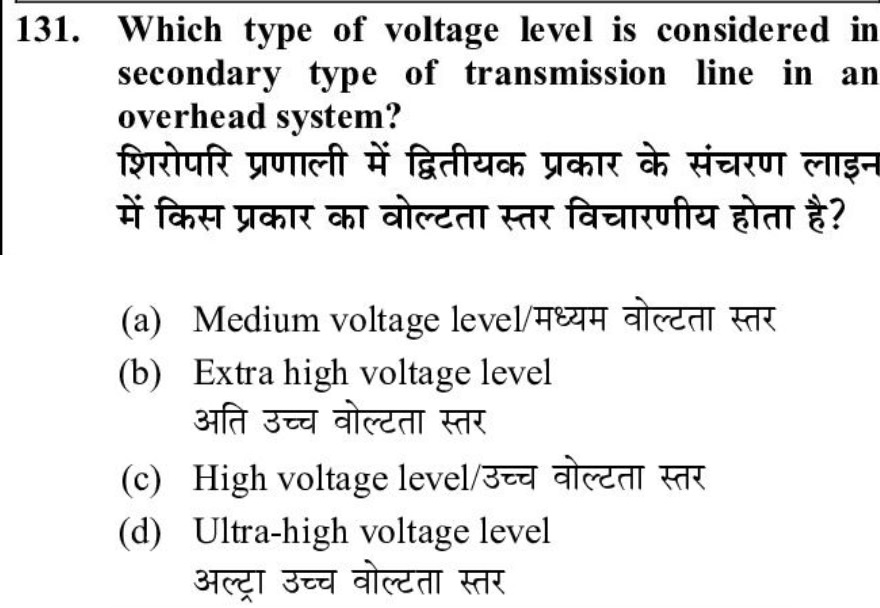 131. Which type of voltage level is considered in
secondary type of transmission line in an
overhead system?
शिरोपरि प्रणाली में द्वितीयक प्रकार के संचरण लाइन
में किस प्रकार का वोल्टता स्तर विचारणीय होता है?
(a) Medium voltage level/मध्यम वोल्टता स्तर
(b) Extra high voltage level
अति उच्च वोल्टता स्तर
(c) High voltage level/उच्च वोल्टता स्तर
(d) Ultra-high voltage level
अल्ट्रा उच्च वोल्टता स्तर